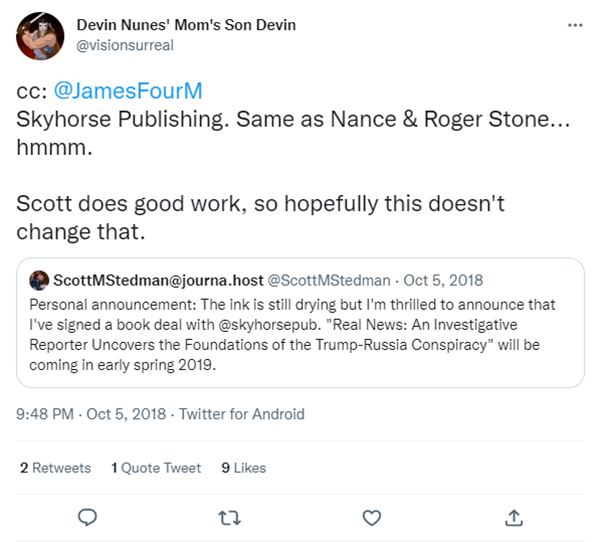 Devin Nunes' Mom's Son Devin
@visionsurreal
cc: @JamesFourM
Skyhorse Publishing. Same as Nance & Roger Stone...
hmmm.
Scott does good work, so hopefully this doesn't
change that.
ScottMStedman@journa.host @ScottMStedman · Oct 5, 2018
Personal announcement: The ink is still drying but I'm thrilled to announce that
I've signed a book deal with @skyhorsepub. "Real News: An Investigative
Reporter Uncovers the Foundations of the Trump-Russia Conspiracy" will be
coming in early spring 2019.
9:48 PM · Oct 5, 2018 · Twitter for Android
2 Retweets 1 Quote Tweet 9 Likes